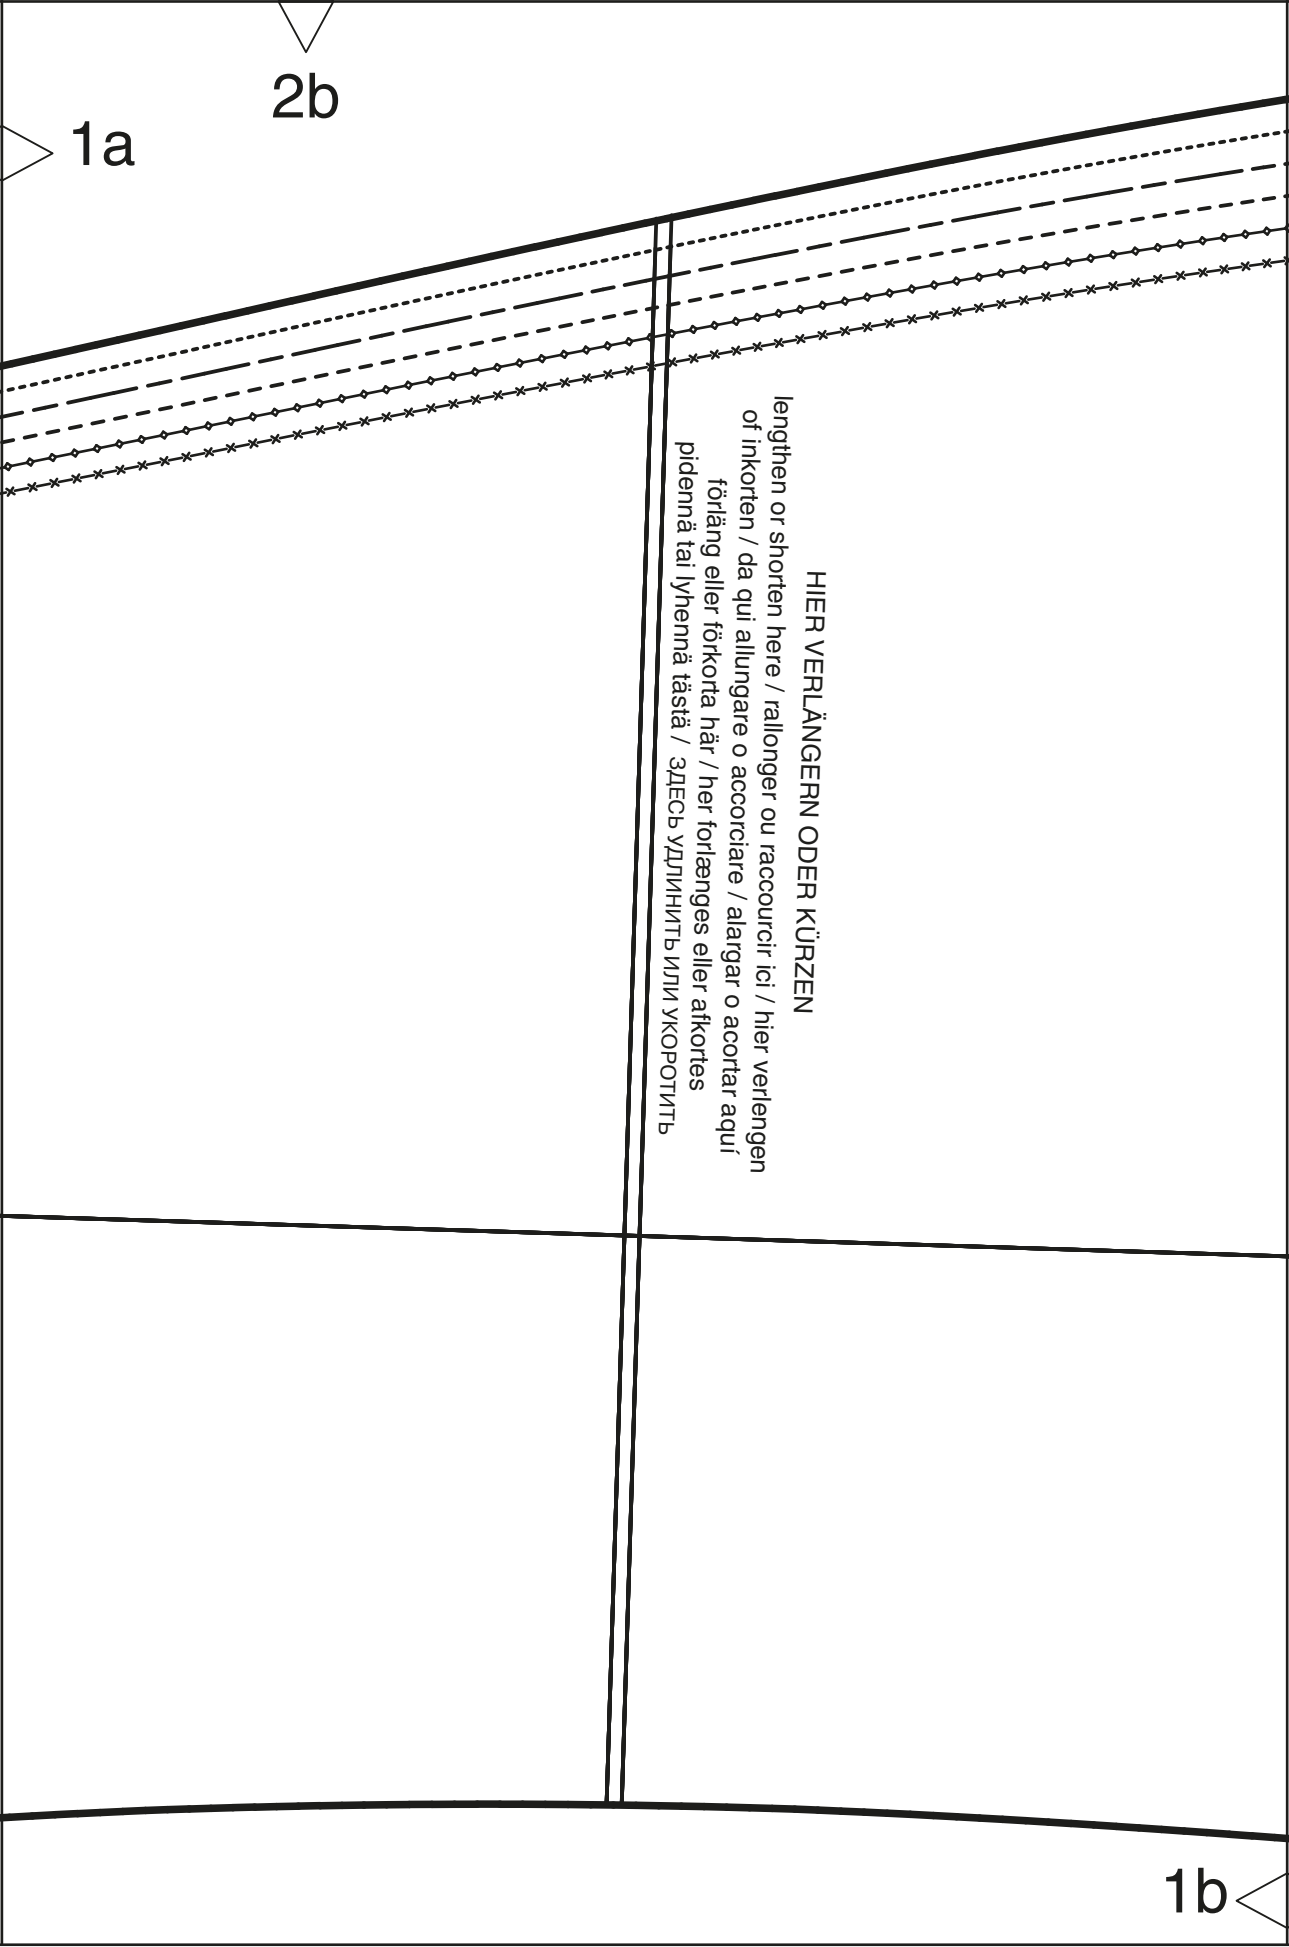 2b
1a
HIER VERLÄNGERN ODER KÜRZEN
lengthen or shorten here / rallonger ou raccourcir ici / hier verlengen
of inkorten / da qui allungare o accorciare / alargar o acortar aquí
förläng eller förkorta här / her forlænges eller afkortes
pidennä tai lyhennä tästä / ЗДЕСЬ УДЛИНИТЬ ИЛИ УКОРОТИТЬ
1b